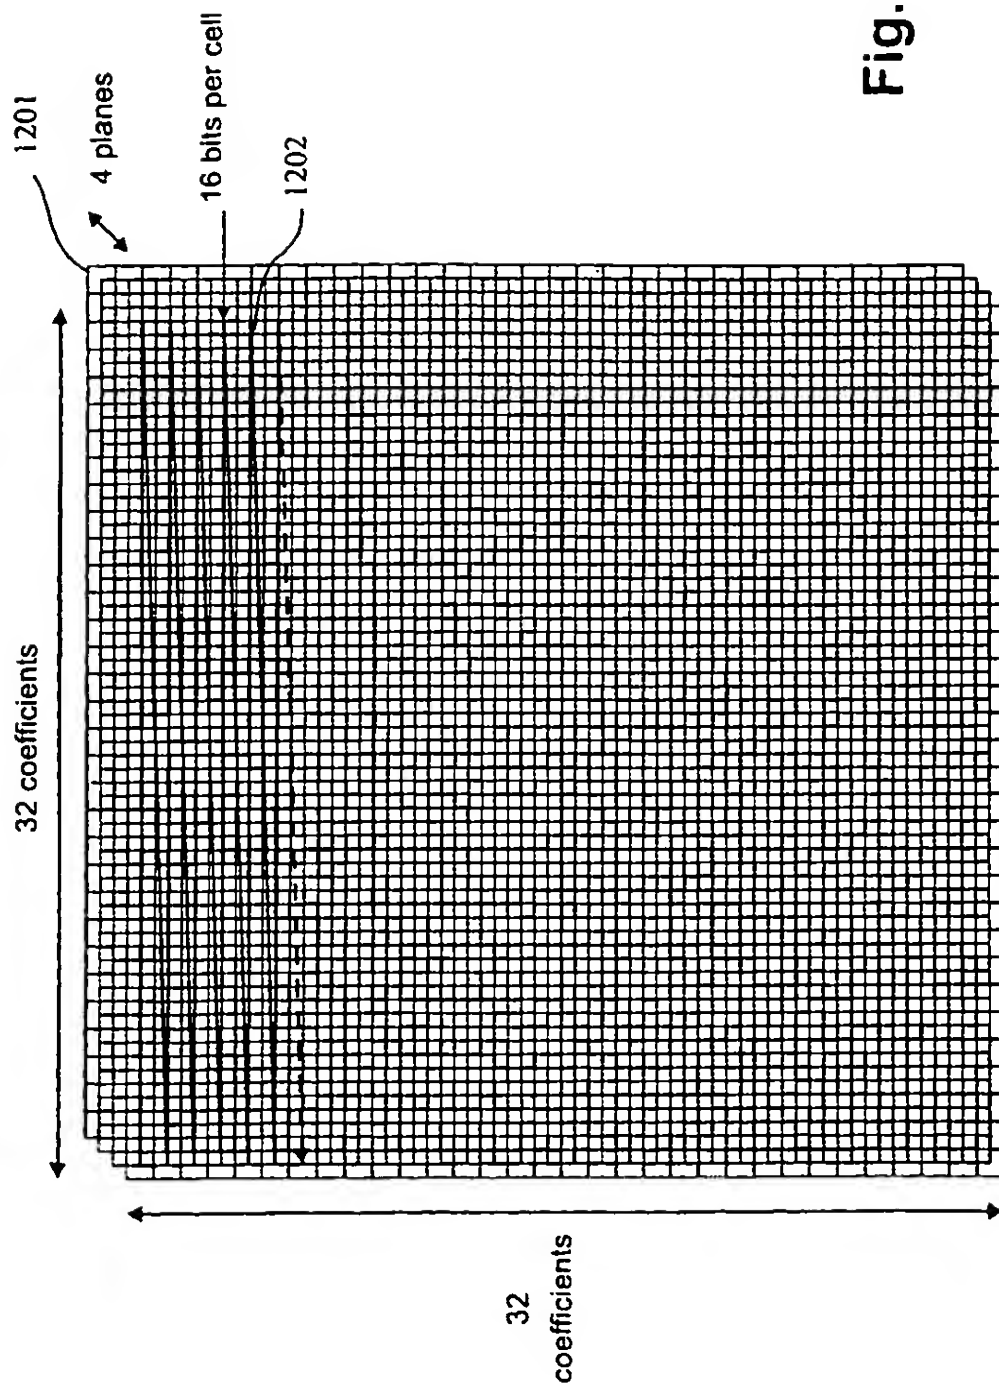 32 coefficients
1201
4 planes
16 bits per cell
1202
32
coefficients
Fig.